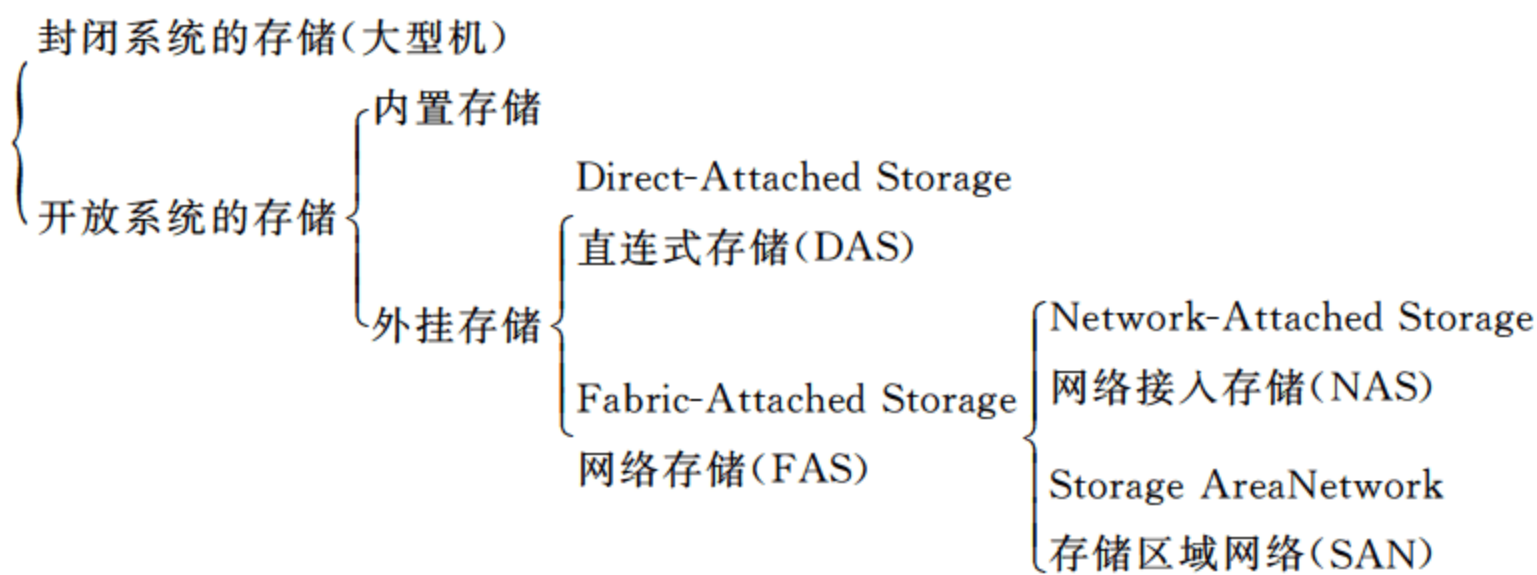 封闭系统的存储(大型机)
开放系统的存储
内置存储
外挂存储
Direct-Attached Storage
直连式存储(DAS)
Fabric-Attached Storage
网络存储(FAS)
Network-Attached Storage
网络接入存储(NAS)
Storage AreaNetwork
存储区域网络(SAN)